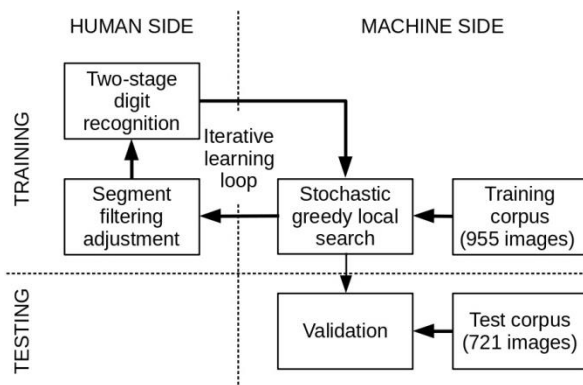 HUMAN SIDE
MACHINE SIDE
TRAINING
Two-stage
digit
recognition
Iterative
learning
loop
Segment
filtering
adjustment
Stochastic
greedy local
search
Training
corpus
(955 images)
TESTING
Validation
Test corpus
(721 images)